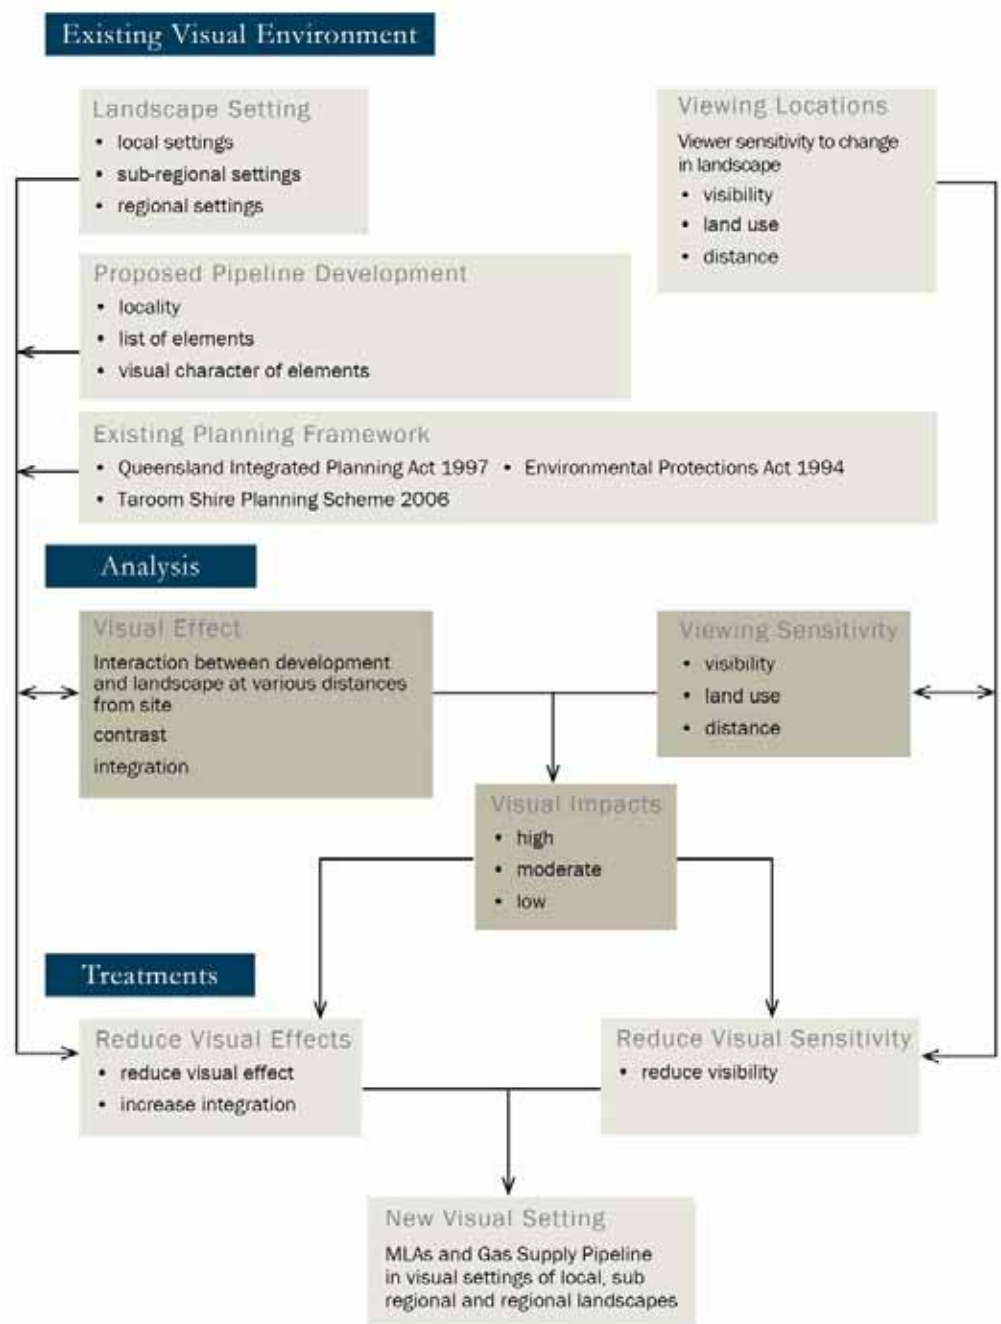 Existing Visual Environment
Landscape Setting
• local settings
• sub-regional settings
• regional settings
Viewing Locations
Viewer sensitivity to change
in landscape
• visibility
• land use
• distance
Proposed Pipeline Development
• locality
• list of elements
• visual character of elements
Existing Planning Framework
• Queensland Integrated Planning Act 1997 • Environmental Protections Act 1994
• Taroom Shire Planning Scheme 2006
Analysis
Visual Effect
Interaction between development
and landscape at various distances
from site
contrast
integration
Viewing Sensitivity
• visibility
• land use
• distance
Visual Impacts
• high
• moderate
• low
Treatments
Reduce Visual Effects
• reduce visual effect
• increase integration
Reduce Visual Sensitivity
• reduce visibility
New Visual Setting
MLAs and Gas Supply Pipeline
in visual settings of local, sub
regional and regional landscapes